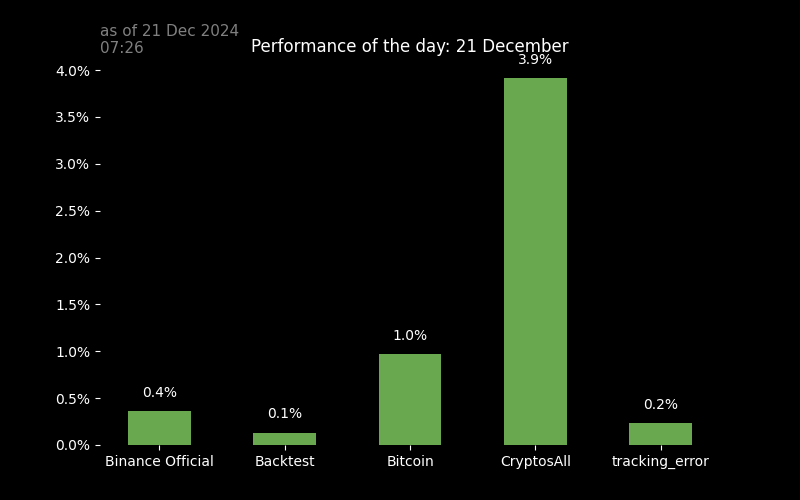 as of 21 Dec 2024
07:26
Performance of the day: 21 December
4.0%
3.5%
3.0%
2.5%
2.0%
1.5%
1.0%
0.5%
0.0%
0.4%
0.1%
1.0%
3.9%
0.2%
Binance Official
Backtest
Bitcoin
CryptosAll
tracking_error